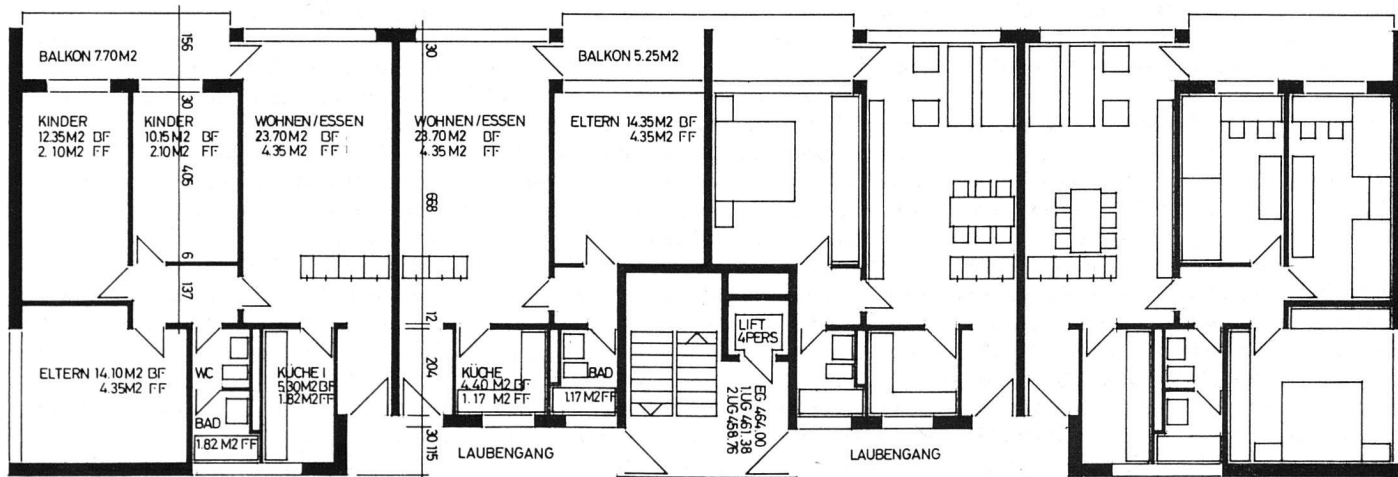 BALKON 7.70 M2
156
30
BALKON 5.25M2
KINDER
12.35M2 BF
2.10M2 FF
30
KINDER
10.15M2 BF
2.10M2 FF
405
WOHNEN/ESSEN
23.70M2 BF
4.35M2 FF
WOHNEN/ESSEN
23.70M2 BF
4.35M2 FF
668
ELTERN 14.35M2 BF
4.35M2 FF
6
137
12
ELTERN 14.10M2 BF
4.35M2 FF
WC
BAD
1.82 M2 FF
KÜCHE I
5.30M2 BF
1.82M2 FF
204
KÜCHE
4.40 M2 BF
1.17 M2 FF
BAD
1.17M2 FF
LIFT
4PERS
EG 464.00
1.UG 461.38
2.UG 458.76
30 115
LAUBENGANG
LAUBENGANG